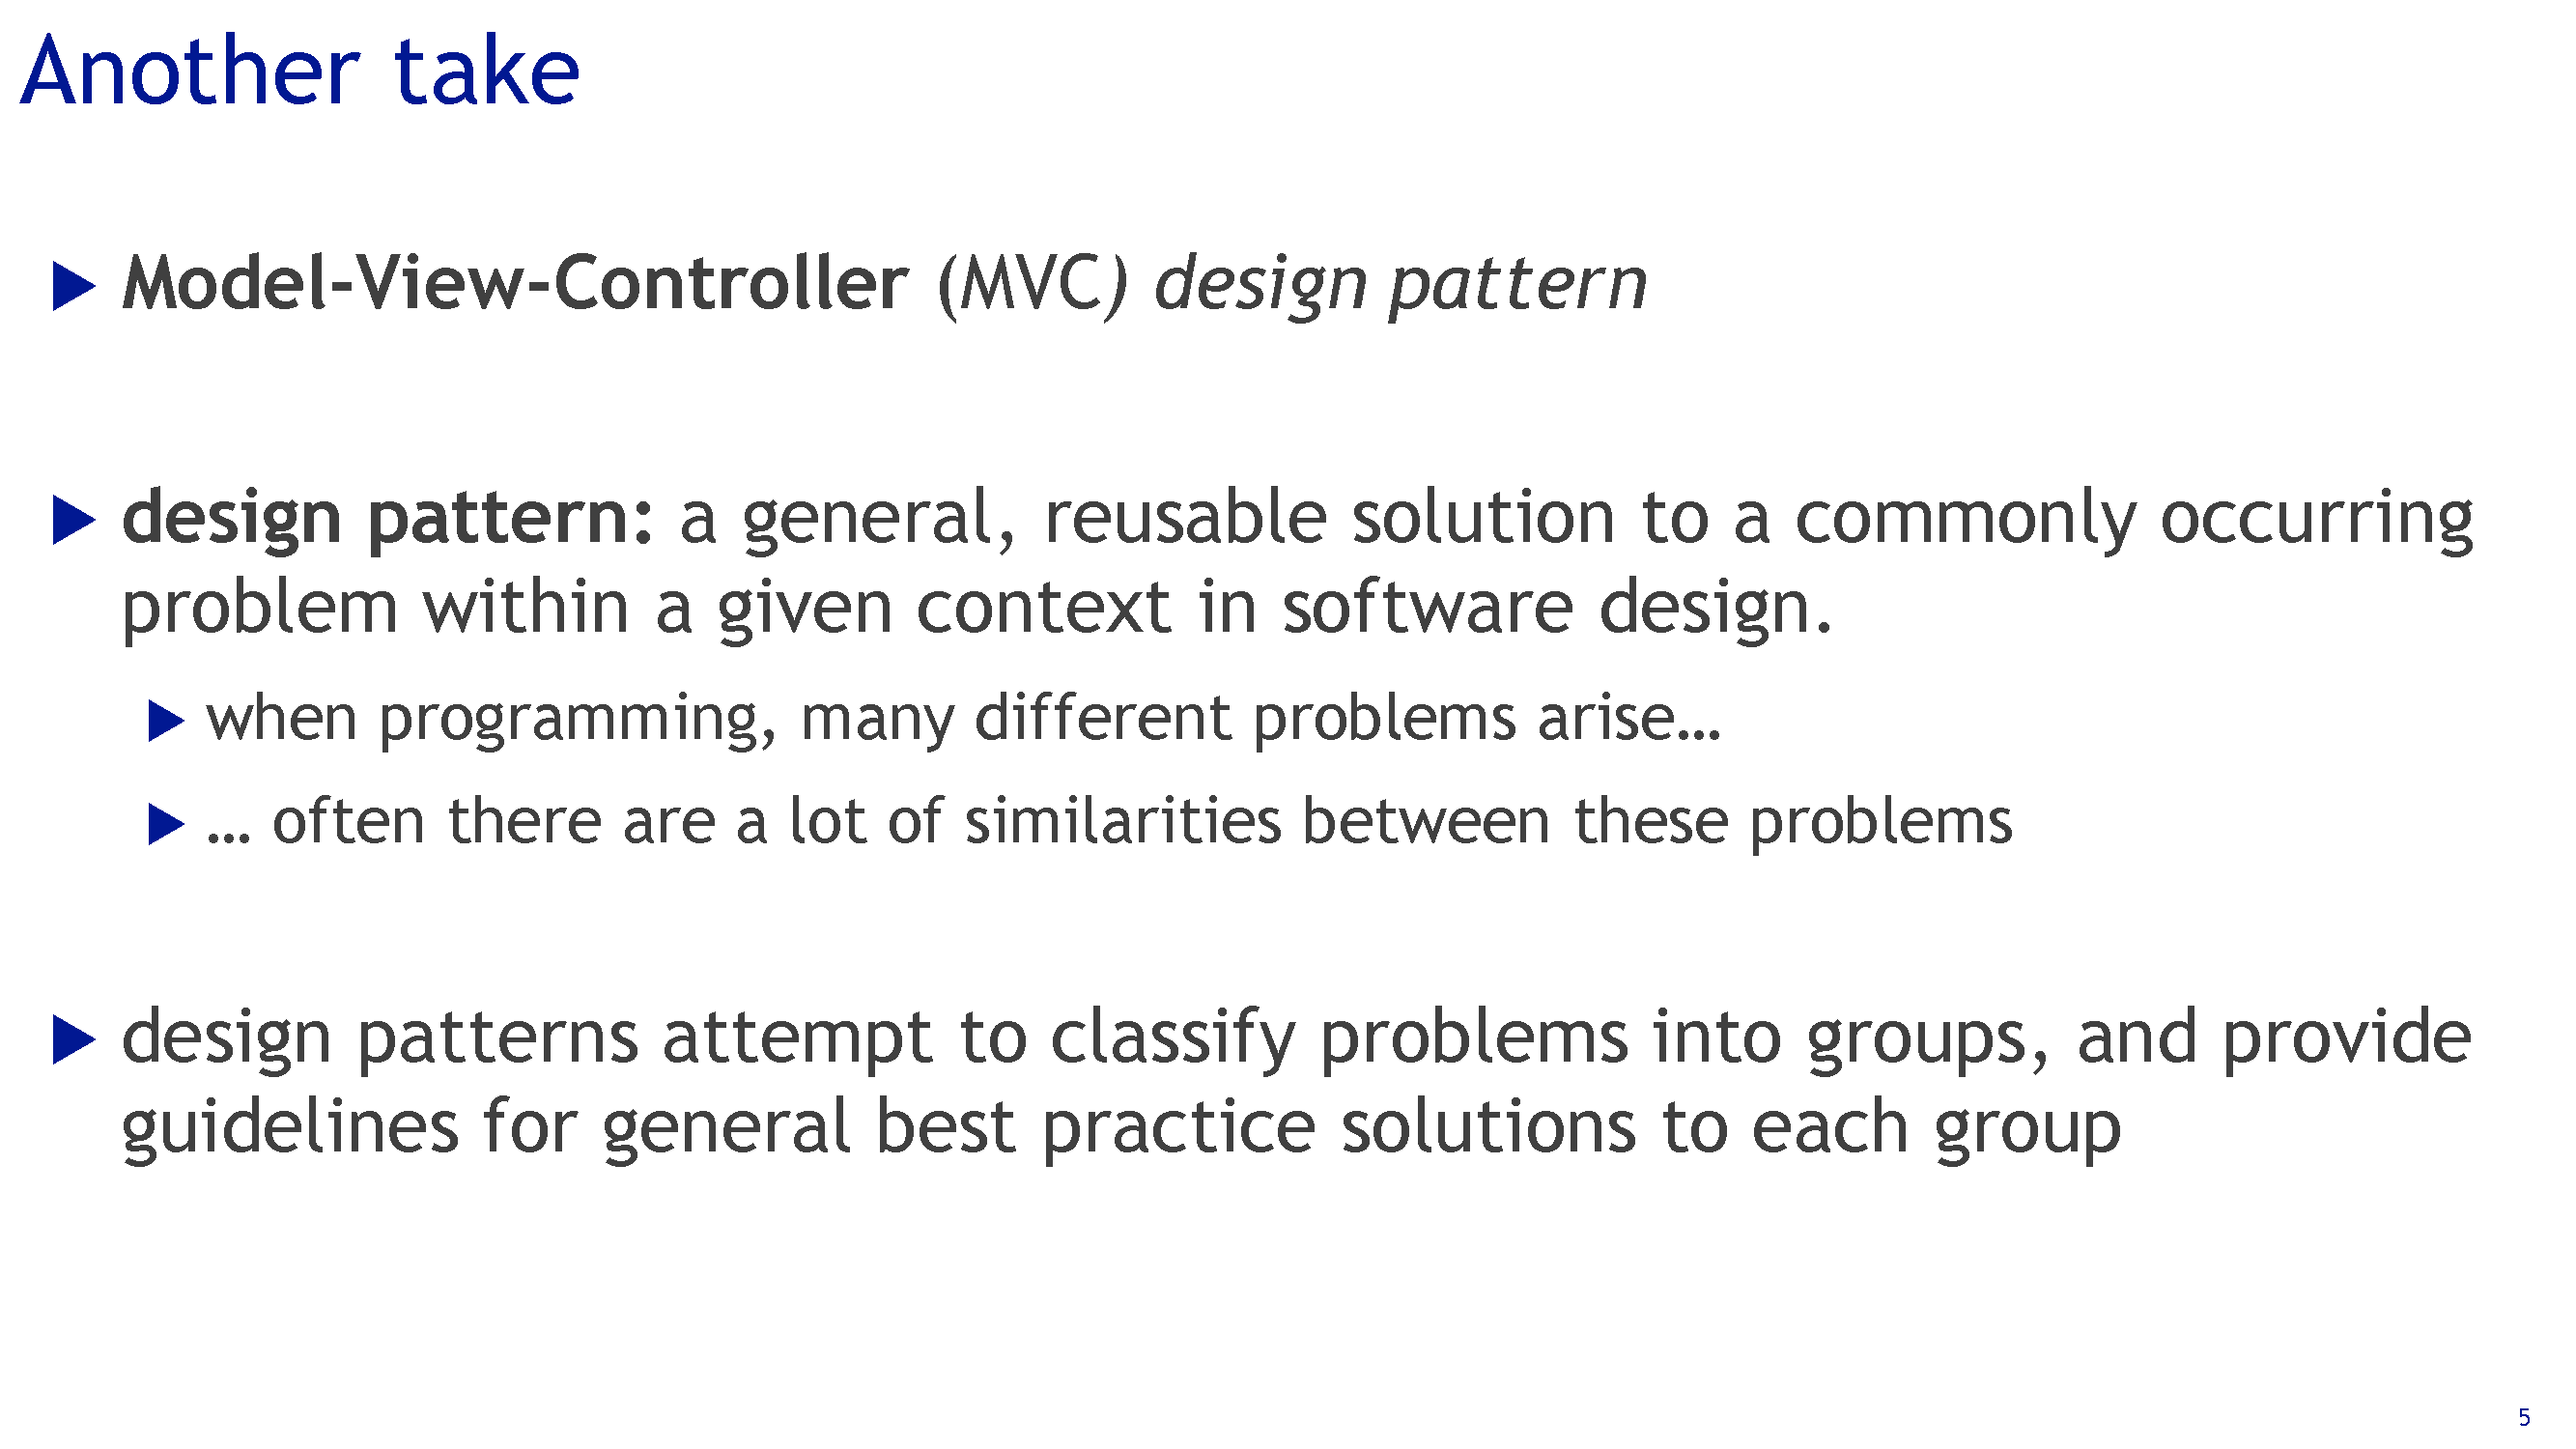 Another take
Model-View-Controller (MVC) design pattern
design pattern: a general, reusable solution to a commonly occurring
problem within a given context in software design.
when programming, many different problems arise…
… often there are a lot of similarities between these problems
design patterns attempt to classify problems into groups, and provide
guidelines for general best practice solutions to each group
5